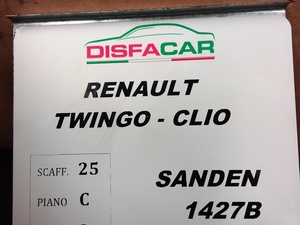 DISFACAR
RENAULT
TWINGO - CLIO
SCAFF. 25
SANDEN
PIANO C
1427B